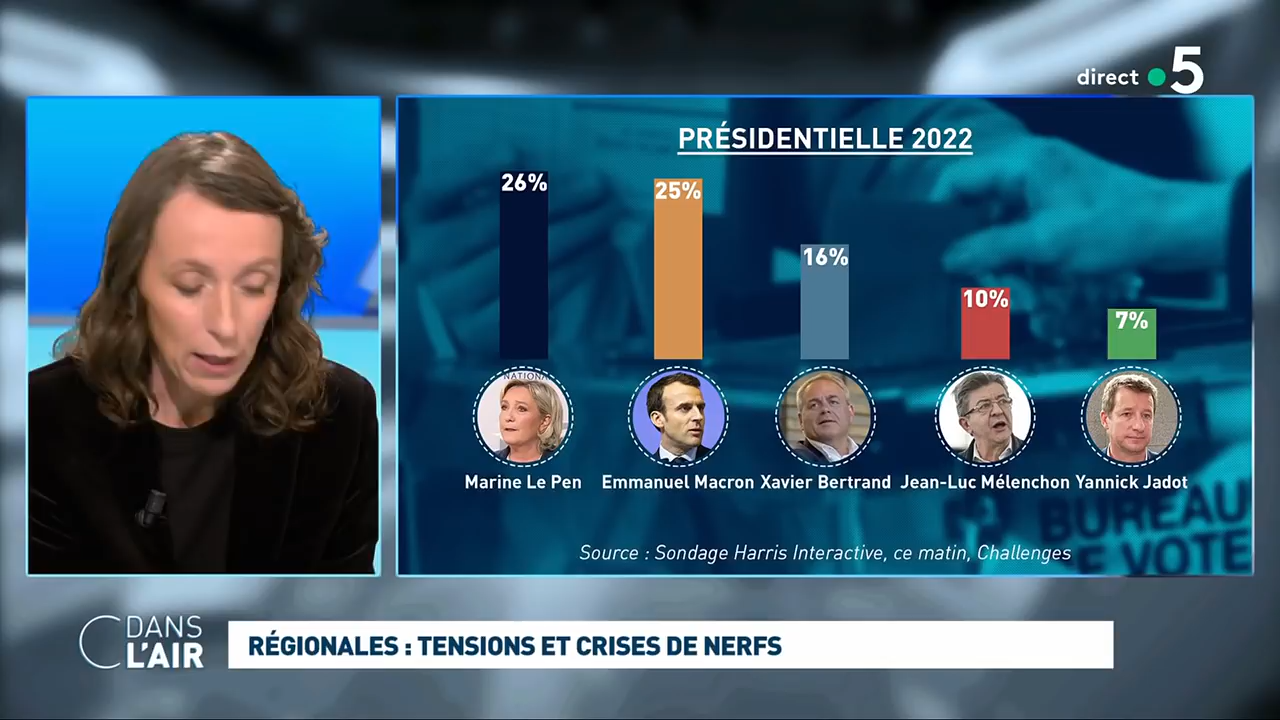 direct 5
PRÉSIDENTIELLE 2022
26%
25%
16%
10%
7%
NATIONA
Marine Le Pen
Emmanuel Macron
Xavier Bertrand
Jean-Luc Mélenchon
Yannick Jadot
BUREAU
DE VOTE
Source : Sondage Harris Interactive, ce matin, Challenges
C DANS
L'AIR
RÉGIONALES : TENSIONS ET CRISES DE NERFS